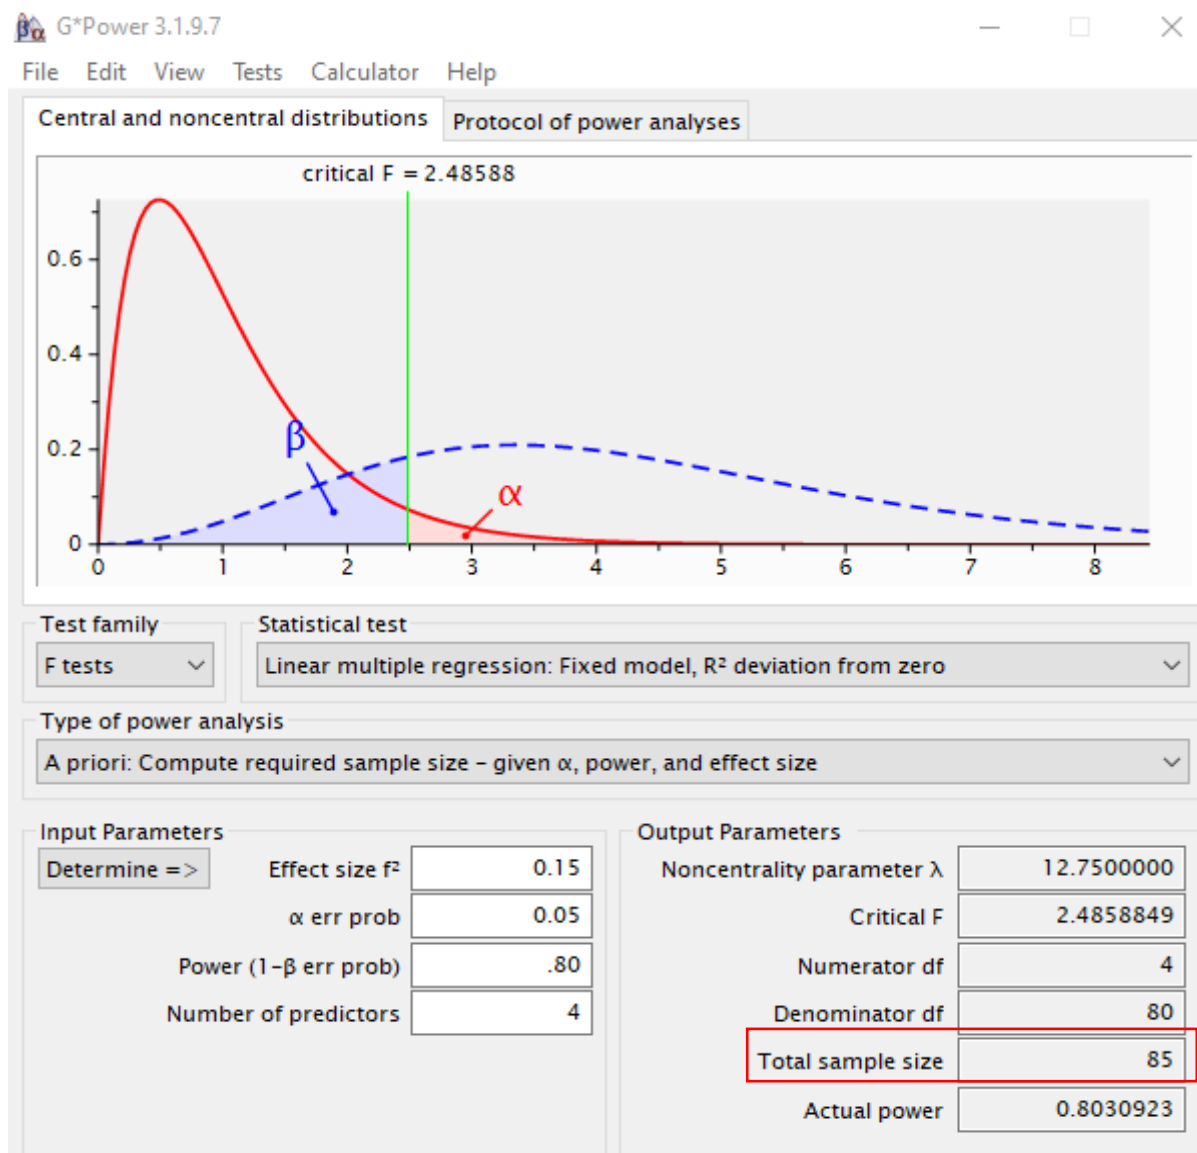 G*Power 3.1.9.7
File Edit View Tests Calculator Help
Central and noncentral distributions Protocol of power analyses
critical F = 2.48588
0.6
0.4
0.2
0
β
α
0 1 2 3 4 5 6 7 8
Test family Statistical test
F tests Linear multiple regression: Fixed model, R² deviation from zero
Type of power analysis
A priori: Compute required sample size – given α, power, and effect size
Input Parameters Output Parameters
Determine => Effect size f² 0.15 Noncentrality parameter λ 12.7500000
α err prob 0.05 Critical F 2.4858849
Power (1-β err prob) .80 Numerator df 4
Number of predictors 4 Denominator df 80
Total sample size 85
Actual power 0.8030923